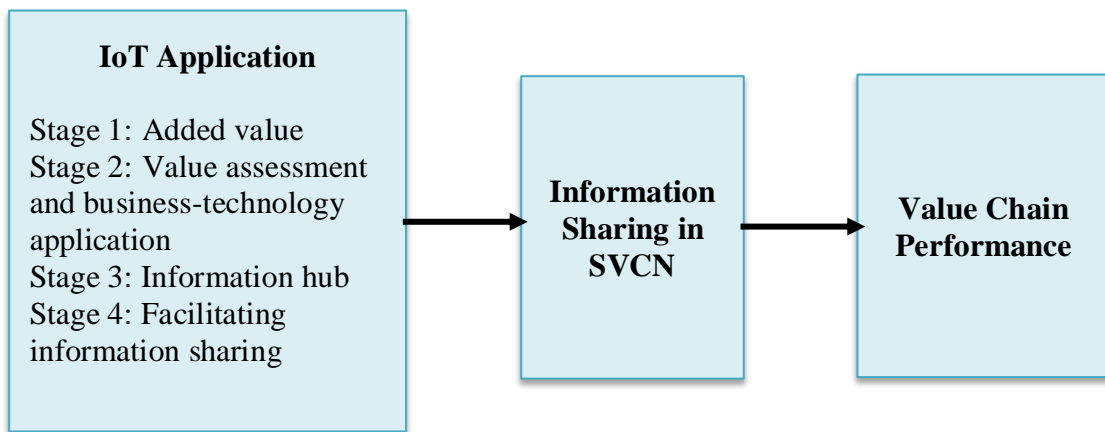 IoT Application
Stage 1: Added value
Stage 2: Value assessment
and business-technology
application
Stage 3: Information hub
Stage 4: Facilitating
information sharing
Information
Sharing in
SVCN
Value Chain
Performance